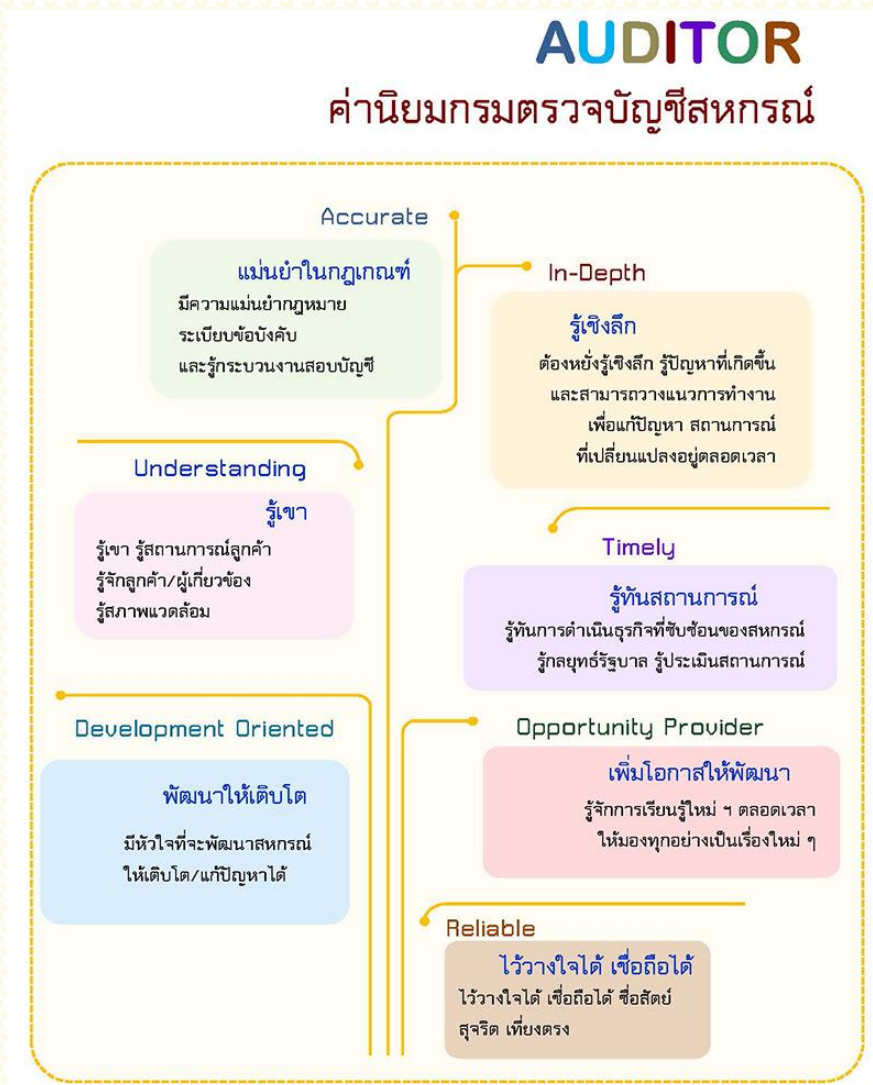 AUDITOR
ค่านิยมกรมตรวจบัญชีสหกรณ์
Accurate
แม่นยำในกฎเกณฑ์
มีความแม่นยำกฎหมาย
ระเบียบข้อบังคับ
และรู้กระบวนงานสอบบัญชี
Understanding
รู้เขา
รู้เขา รู้สถานการณ์ลูกค้า
รู้จักลูกค้า/ผู้เกี่ยวข้อง
รู้สภาพแวดล้อม
Development Oriented
พัฒนาให้เติบโต
มีหัวใจที่จะพัฒนาสหกรณ์
ให้เติบโต/แก้ปัญหาได้
In-Depth
รู้เชิงลึก
ต้องหยั่งรู้เชิงลึก รู้ปัญหาที่เกิดขึ้น
และสามารถวางแนวการทำงาน
เพื่อแก้ปัญหา สถานการณ์
ที่เปลี่ยนแปลงอยู่ตลอดเวลา
Timely
รู้ทันสถานการณ์
รู้ทันการดำเนินธุรกิจที่ซับซ้อนของสหกรณ์
รู้กลยุทธ์รัฐบาล รู้ประเมินสถานการณ์
Opportunity Provider
เพิ่มโอกาสให้พัฒนา
รู้จักการเรียนรู้ใหม่ ฯ ตลอดเวลา
ให้มองทุกอย่างเป็นเรื่องใหม่ ๆ
Reliable
ไว้วางใจได้ เชื่อถือได้
ไว้วางใจได้ เชื่อถือได้ ซื่อสัตย์
สุจริต เที่ยงตรง